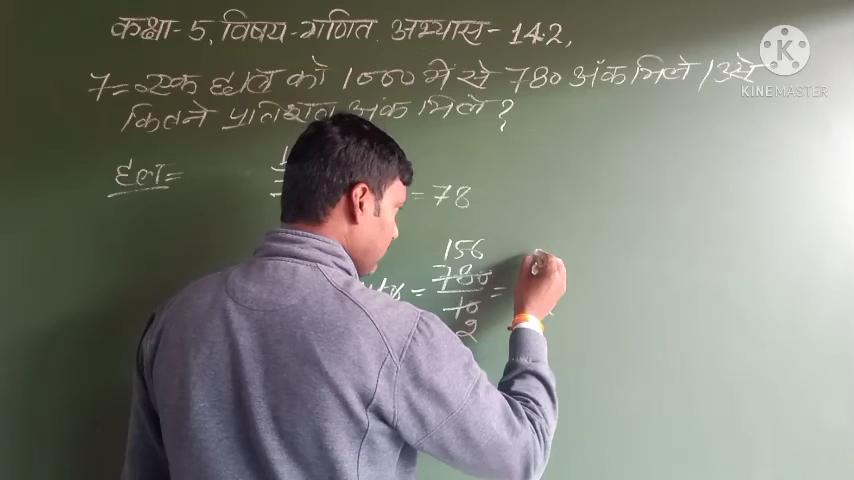 कक्षा-5, विषय-गणित. अभ्यास-14.2,
KINEMASTER
7= एक छात्र को 1000 में से 780 अंक मिले । उसे
कितने प्रतिशत अंक मिले ?
हल=
= 78
156
= 780 =
10
2